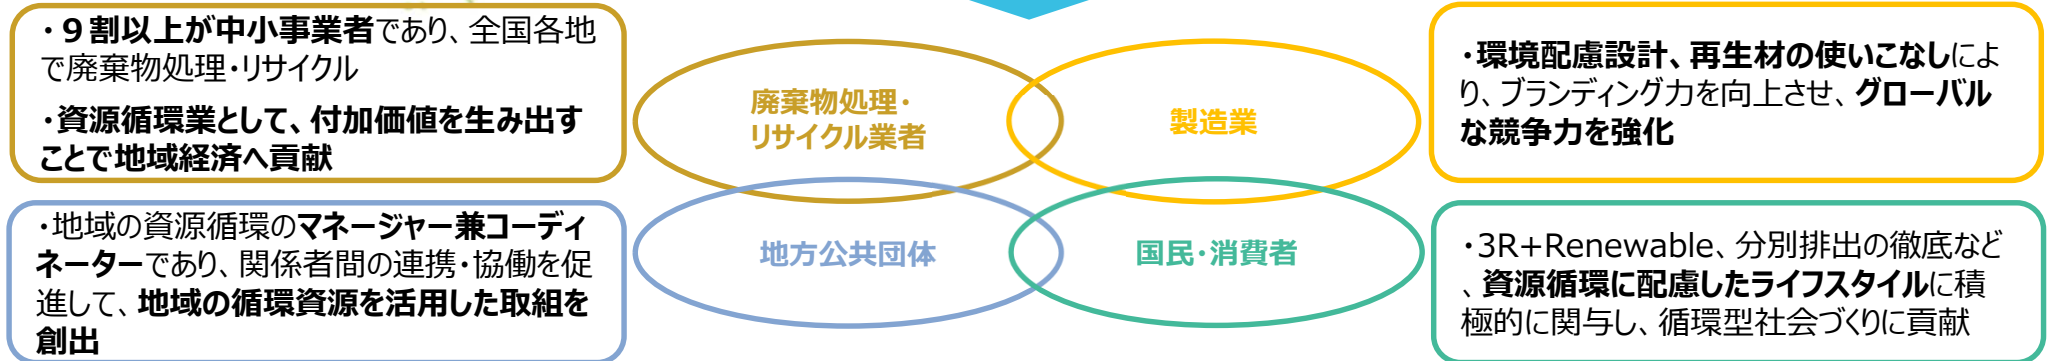 ・９割以上が中小事業者であり、全国各地
で廃棄物処理・リサイクル
・資源循環業として、付加価値を生み出す
ことで地域経済へ貢献
廃棄物処理・
リサイクル業者
製造業
・環境配慮設計、再生材の使いこなしによ
り、ブランディング力を向上させ、グローバル
な競争力を強化
・地域の資源循環のマネージャー兼コーディ
ネーターであり、関係者間の連携・協働を促
進して、地域の循環資源を活用した取組を
創出
地方公共団体
国民・消費者
・3R+Renewable、分別排出の徹底など
、資源循環に配慮したライフスタイルに積
極的に関与し、循環型社会づくりに貢献